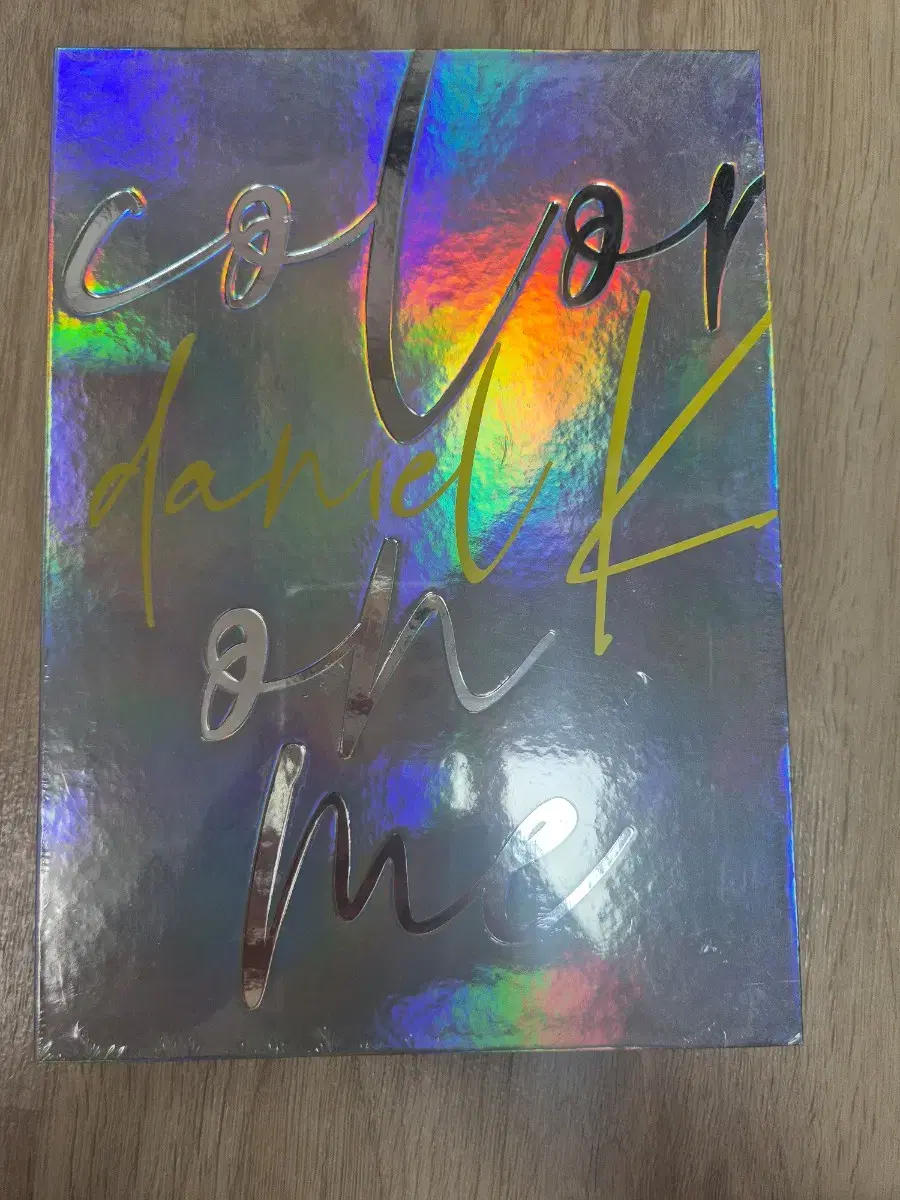 color
daniel K
on
me